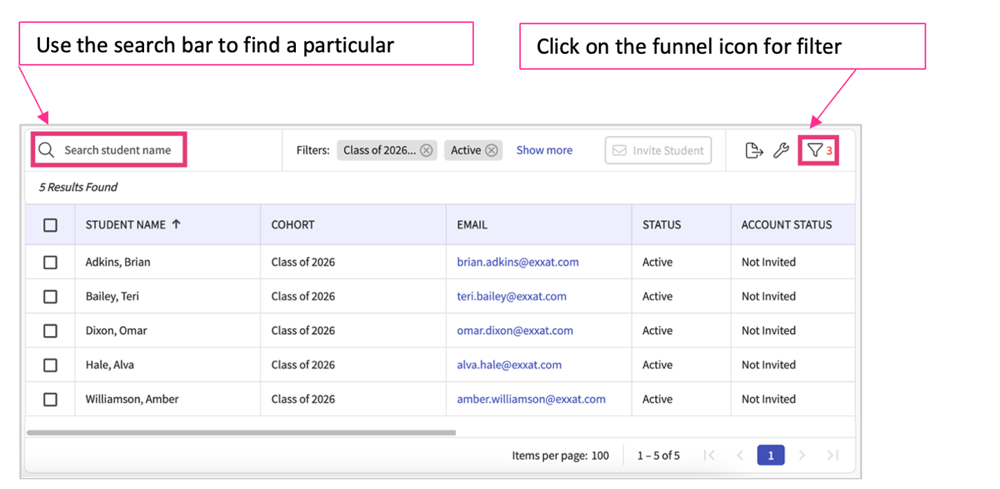 Use the search bar to find a particular
Click on the funnel icon for filter
Search student name
Filters: Class of 2026... Active Show more
Invite Student
3
5 Results Found
STUDENT NAME COHORT EMAIL STATUS ACCOUNT STATUS
Adkins, Brian Class of 2026 brian.adkins@exxat.com Active Not Invited
Bailey, Teri Class of 2026 teri.bailey@exxat.com Active Not Invited
Dixon, Omar Class of 2026 omar.dixon@exxat.com Active Not Invited
Hale, Alva Class of 2026 alva.hale@exxat.com Active Not Invited
Williamson, Amber Class of 2026 amber.williamson@exxat.com Active Not Invited
Items per page: 100 1 – 5 of 5 1